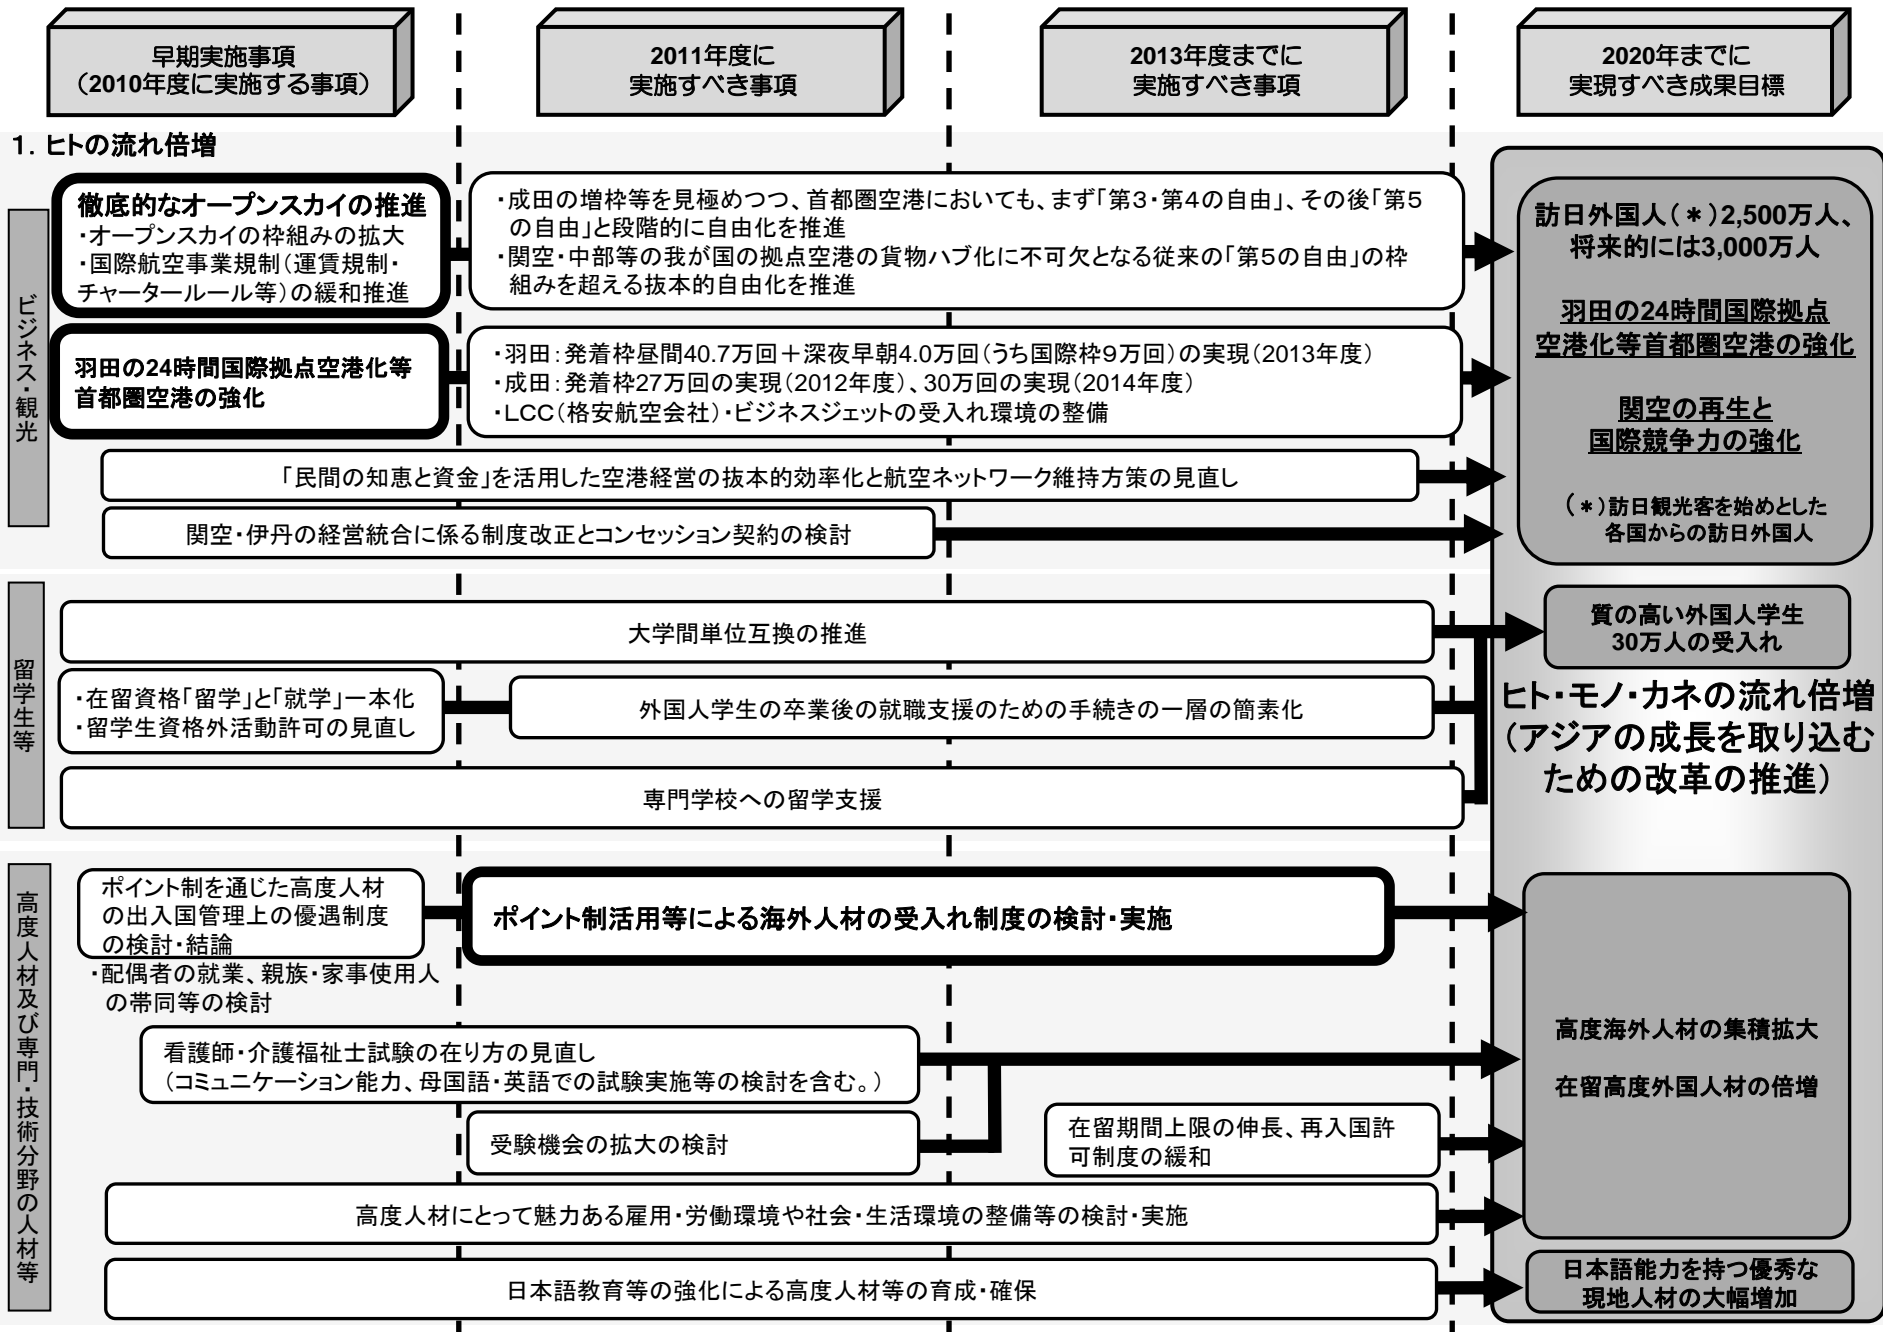 早期実施事項
（2010年度に実施する事項）
2011年度に
実施すべき事項
2013年度までに
実施すべき事項
2020年までに
実現すべき成果目標
１．ヒトの流れ倍増
ビジネス・観光
徹底的なオープンスカイの推進
・オープンスカイの枠組みの拡大
・国際航空事業規制（運賃規制・
チャータールール等）の緩和推進
・成田の増枠等を見極めつつ、首都圏空港においても、まず「第３・第４の自由」、その後「第５
の自由」と段階的に自由化を推進
・関空・中部等の我が国の拠点空港の貨物ハブ化に不可欠となる従来の「第５の自由」の枠
組みを超える抜本的自由化を推進
羽田の24時間国際拠点空港化等
首都圏空港の強化
・羽田：発着枠昼間40.7万回＋深夜早朝4.0万回（うち国際枠９万回）の実現（2013年度）
・成田：発着枠27万回の実現（2012年度）、30万回の実現（2014年度）
・LCC（格安航空会社）・ビジネスジェットの受入れ環境の整備
「民間の知恵と資金」を活用した空港経営の抜本的効率化と航空ネットワーク維持方策の見直し
関空・伊丹の経営統合に係る制度改正とコンセッション契約の検討
訪日外国人（＊）2,500万人、
将来的には3,000万人
羽田の24時間国際拠点
空港化等首都圏空港の強化
関空の再生と
国際競争力の強化
（＊）訪日観光客を始めとした
各国からの訪日外国人
留学生等
大学間単位互換の推進
・在留資格「留学」と「就学」一本化
・留学生資格外活動許可の見直し
外国人学生の卒業後の就職支援のための手続きの一層の簡素化
専門学校への留学支援
質の高い外国人学生
30万人の受入れ
ヒト・モノ・カネの流れ倍増
（アジアの成長を取り込む
ための改革の推進）
高度人材及び専門・技術分野の人材等
ポイント制を通じた高度人材
の出入国管理上の優遇制度
の検討・結論
・配偶者の就業、親族・家事使用人
の帯同等の検討
ポイント制活用等による海外人材の受入れ制度の検討・実施
看護師・介護福祉士試験の在り方の見直し
（コミュニケーション能力、母国語・英語での試験実施等の検討を含む。）
受験機会の拡大の検討
在留期間上限の伸長、再入国許
可制度の緩和
高度人材にとって魅力ある雇用・労働環境や社会・生活環境の整備等の検討・実施
日本語教育等の強化による高度人材等の育成・確保
高度海外人材の集積拡大
在留高度外国人材の倍増
日本語能力を持つ優秀な
現地人材の大幅増加